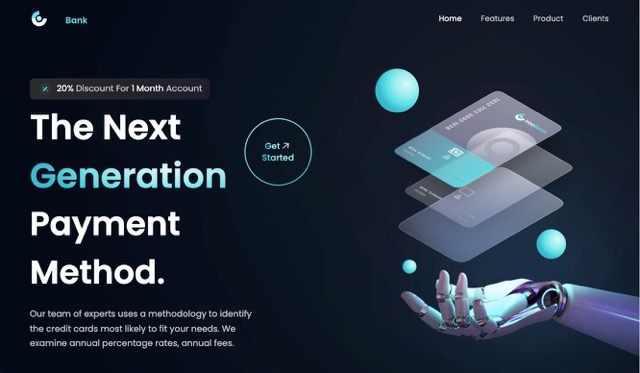 Bank
Home
Features
Product
Clients
20% Discount For 1 Month Account
The Next
Generation
Payment
Method.
Get
Started
Our team of experts uses a methodology to identify
the credit cards most likely to fit your needs. We
examine annual percentage rates, annual fees.